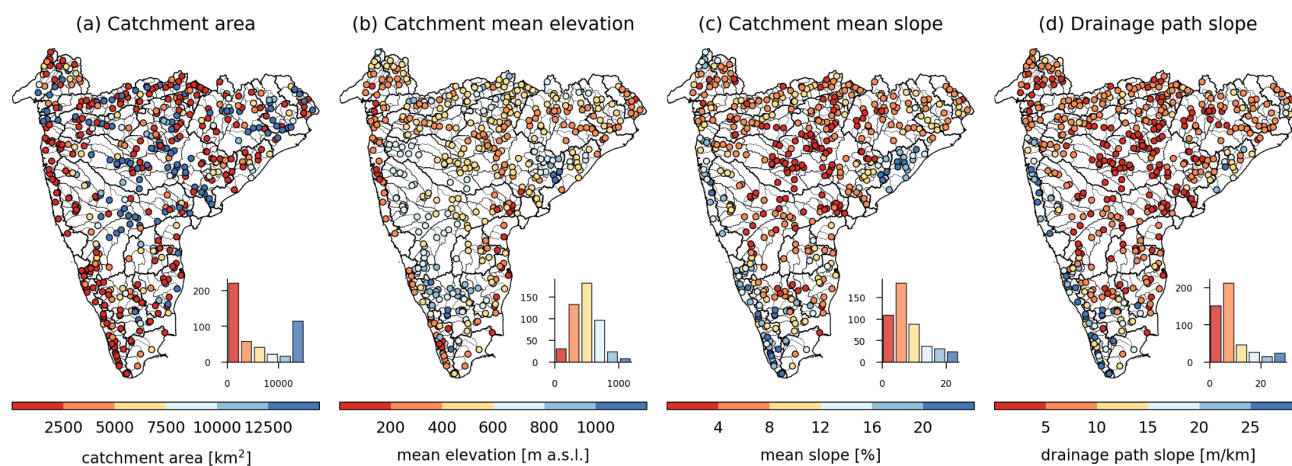 (a) Catchment area
(b) Catchment mean elevation
(c) Catchment mean slope
(d) Drainage path slope
200
100
0
0 10000
150
100
50
0
0 1000
150
100
50
0
0 20
200
100
0
0 20
2500 5000 7500 10000 12500
catchment area [km²]
200 400 600 800 1000
mean elevation [m a.s.l.]
4 8 12 16 20
mean slope [%]
5 10 15 20 25
drainage path slope [m/km]